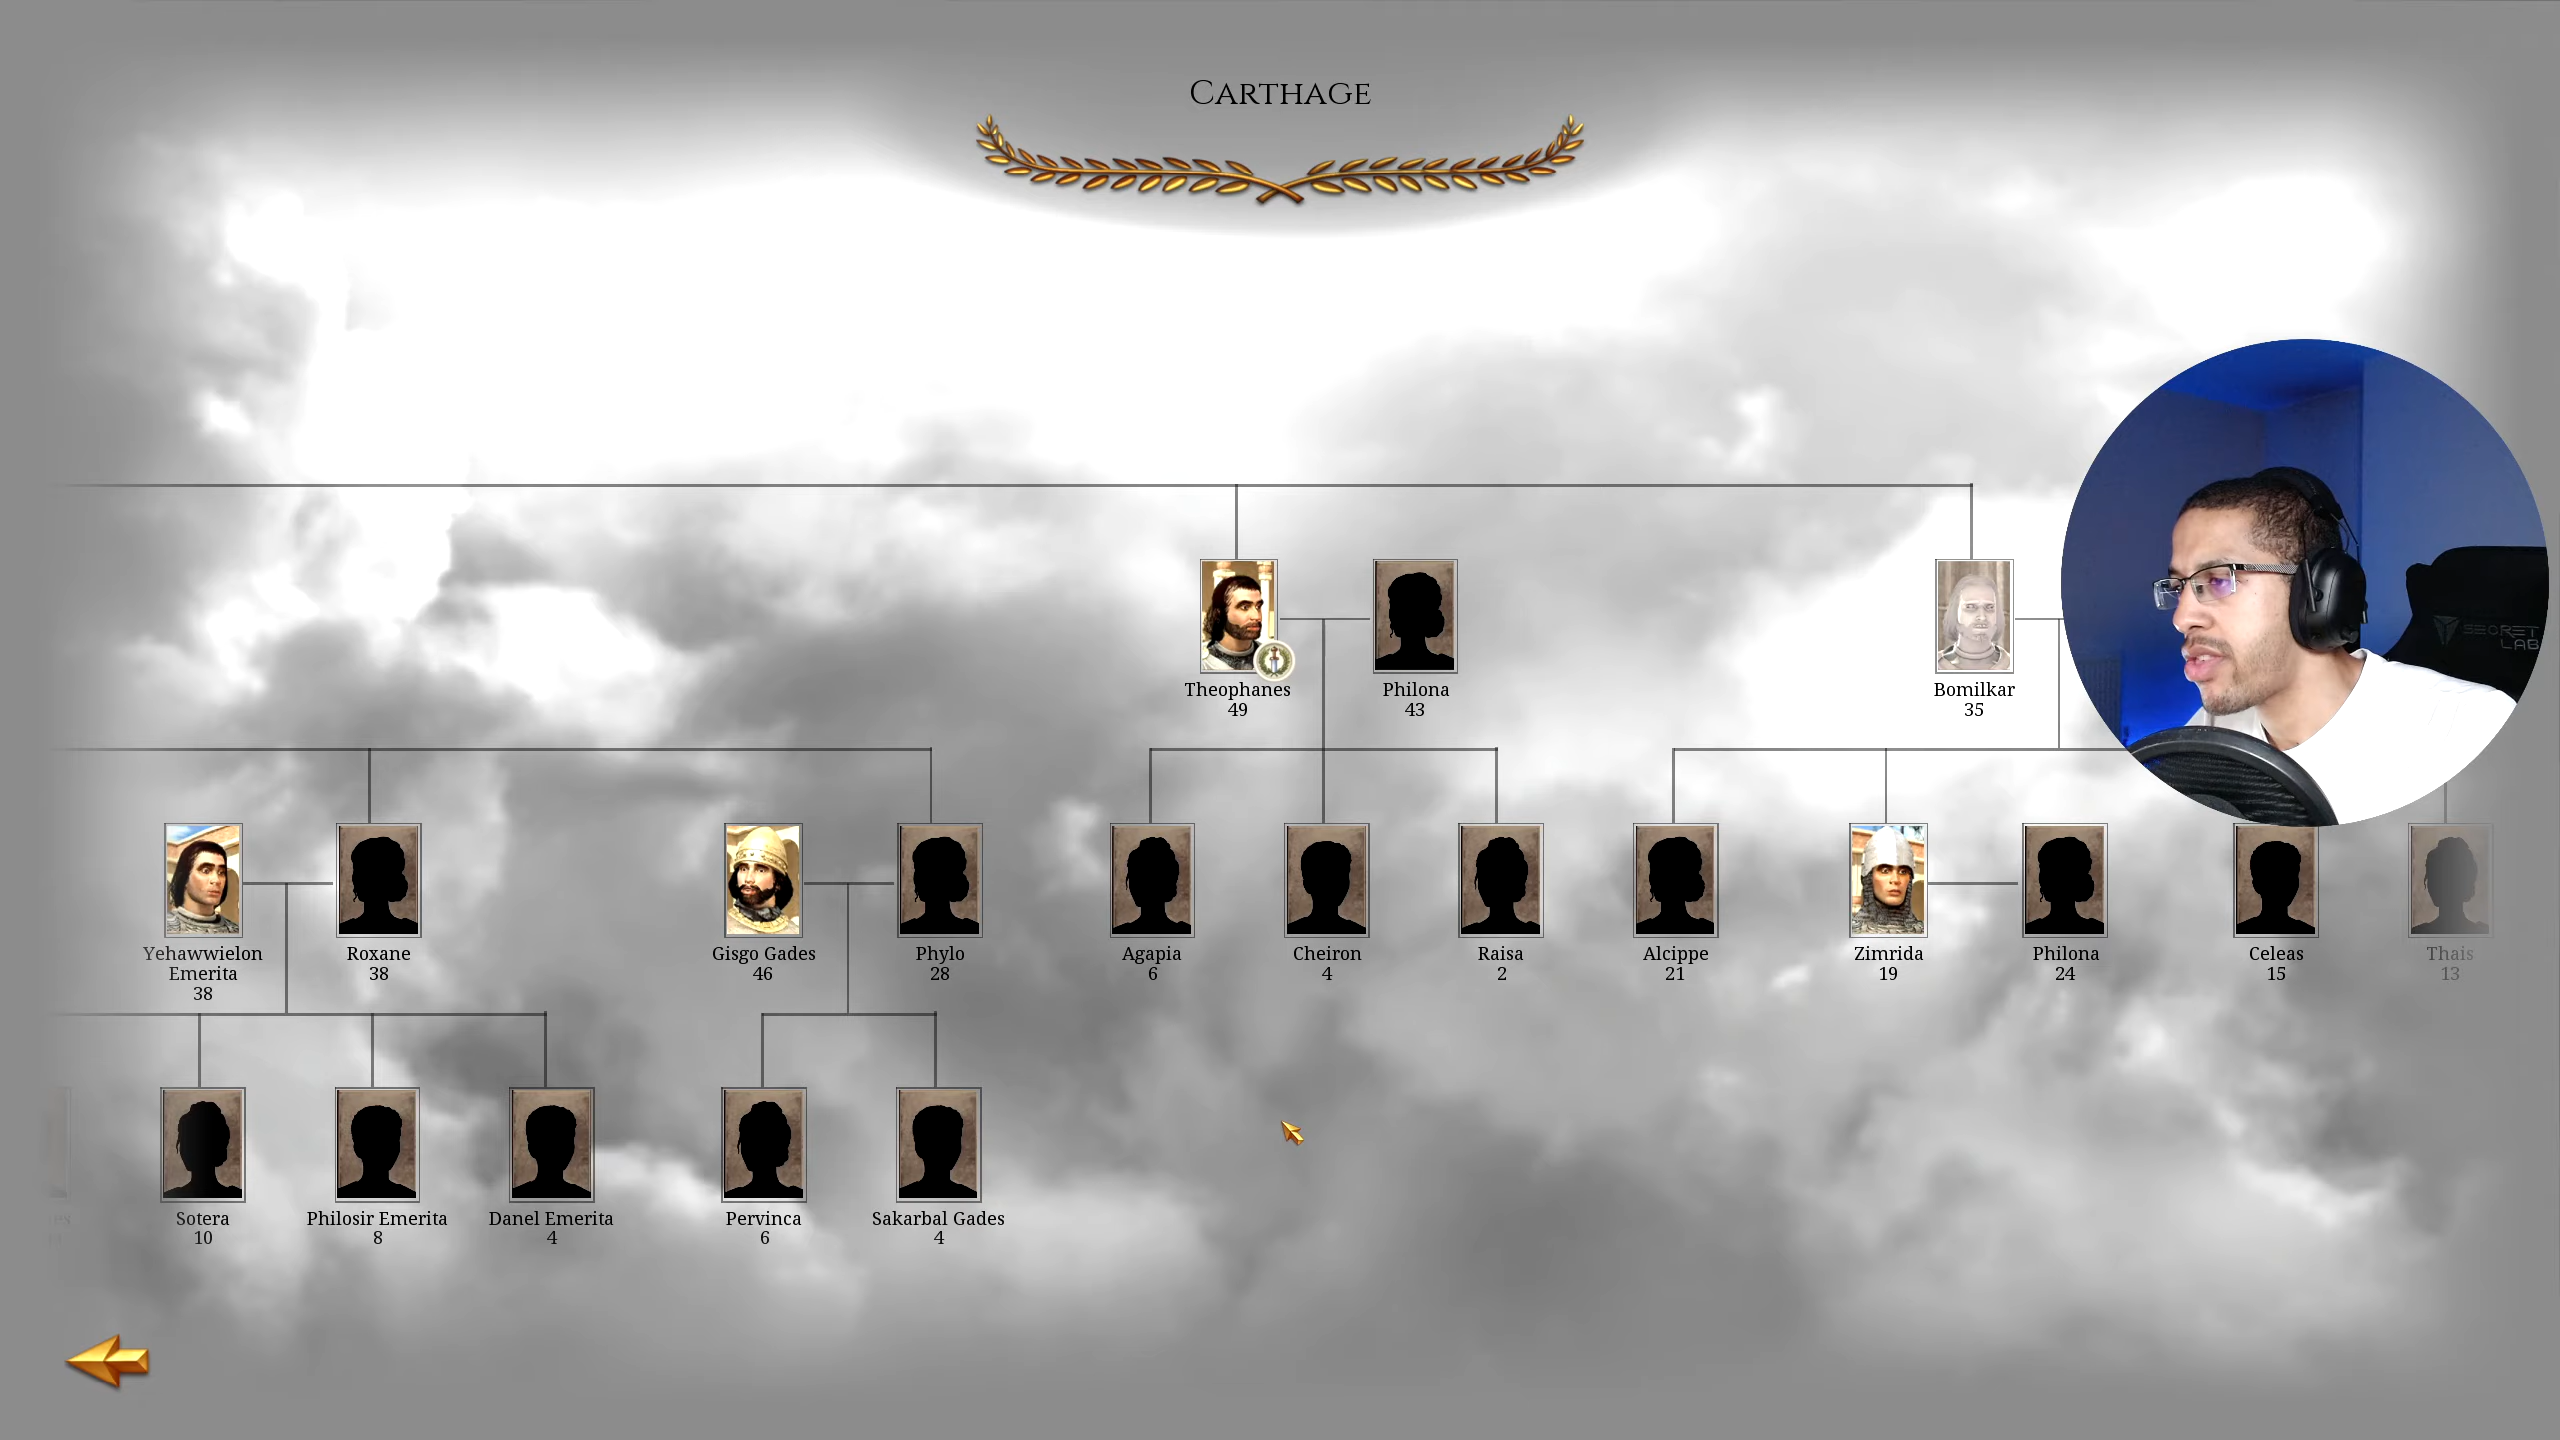 CARTHAGE
Theophanes
49
Philona
43
Bomilkar
35
SECRET
LAB
Yehawwielon
Emerita
38
Roxane
38
Gisgo Gades
46
Phylo
28
Agapia
6
Cheiron
4
Raisa
2
Alcippe
21
Zimrida
19
Philona
24
Celeas
15
Thais
13
Sotera
10
Philosir Emerita
8
Danel Emerita
4
Pervinca
6
Sakarbal Gades
4